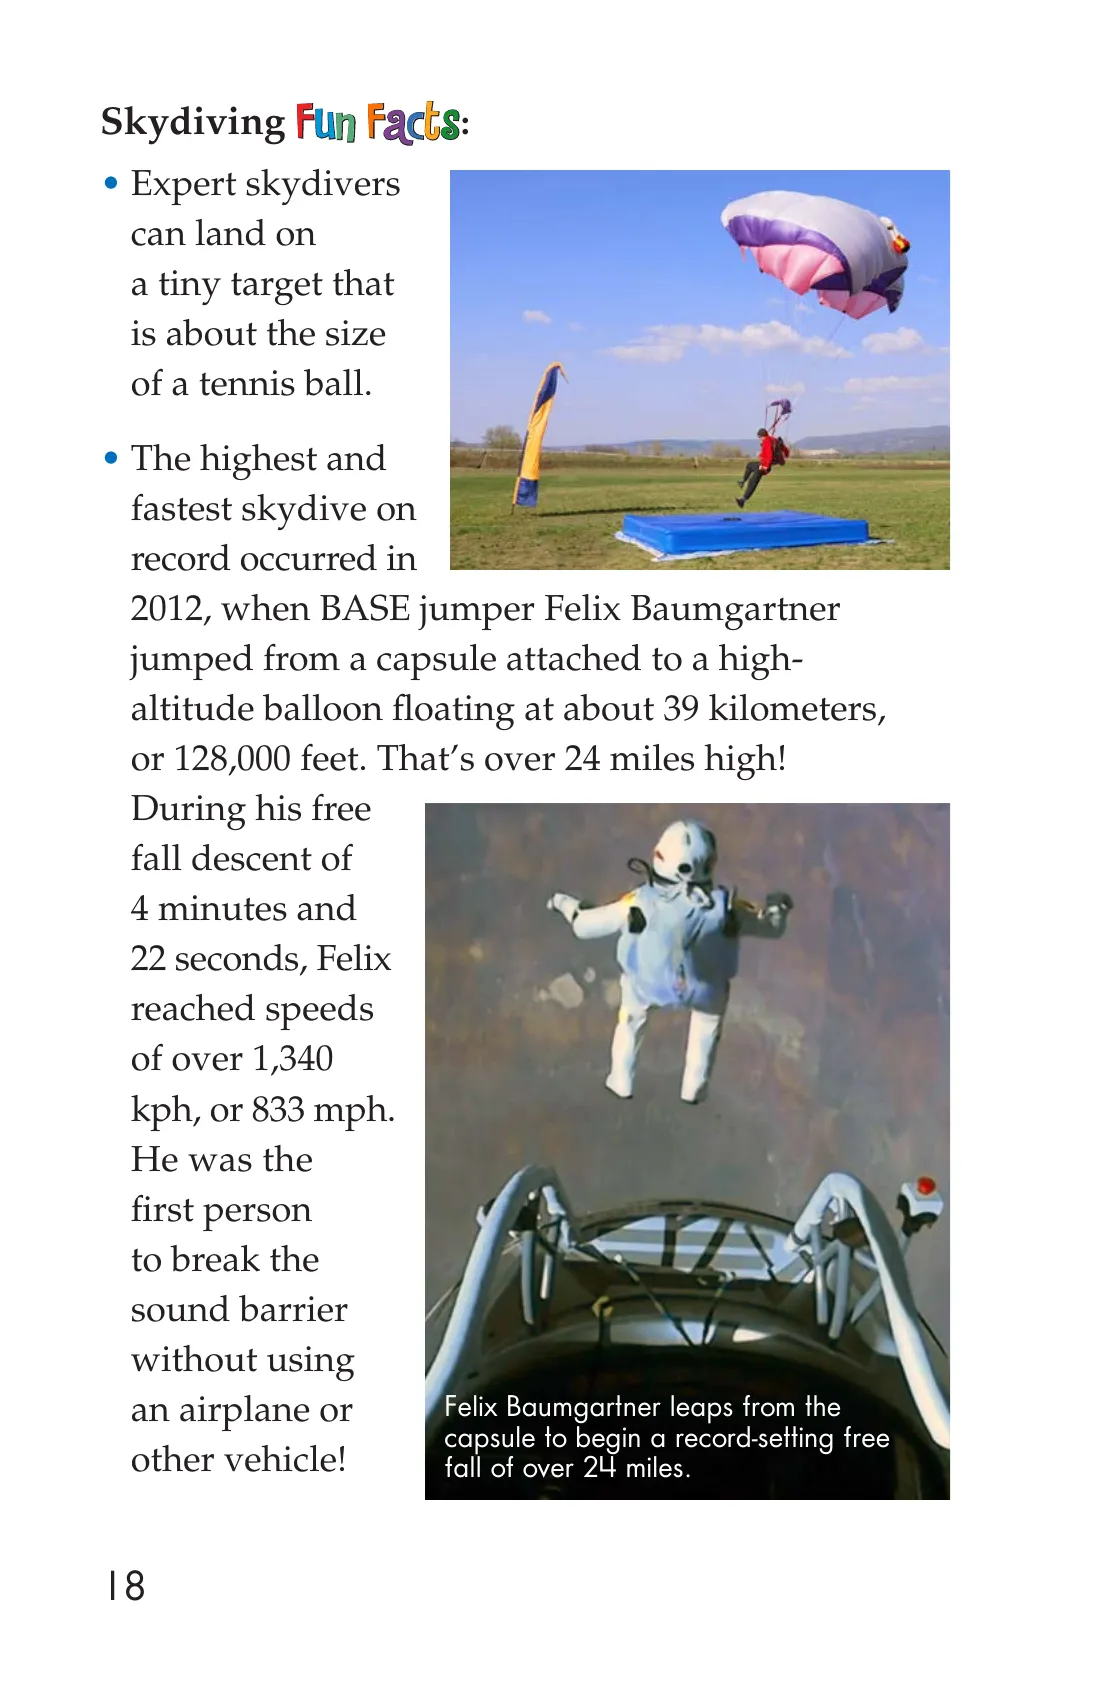 Skydiving Fun Facts:
• Expert skydivers
can land on
a tiny target that
is about the size
of a tennis ball.
• The highest and
fastest skydive on
record occurred in
2012, when BASE jumper Felix Baumgartner
jumped from a capsule attached to a high-
altitude balloon floating at about 39 kilometers,
or 128,000 feet. That’s over 24 miles high!
During his free
fall descent of
4 minutes and
22 seconds, Felix
reached speeds
of over 1,340
kph, or 833 mph.
He was the
first person
to break the
sound barrier
without using
an airplane or
other vehicle!
Felix Baumgartner leaps from the
capsule to begin a record-setting free
fall of over 24 miles.
18